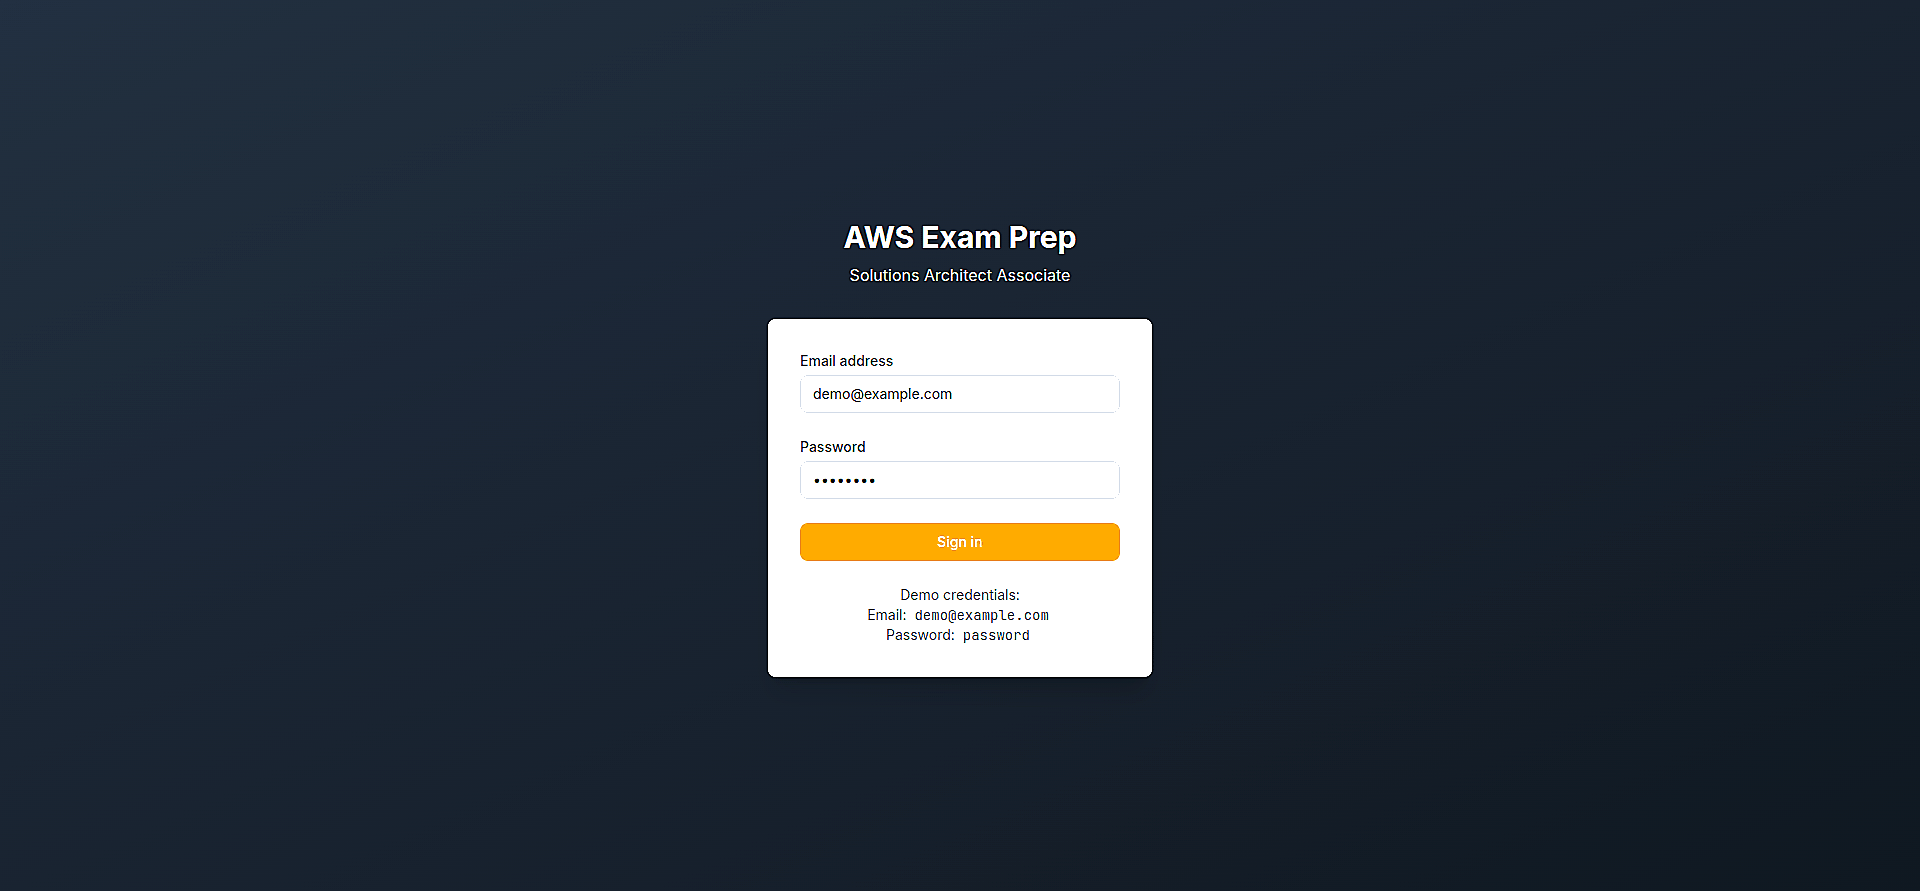 AWS Exam Prep
Solutions Architect Associate
Email address
demo@example.com
Password
••••••••
Sign in
Demo credentials:
Email: demo@example.com
Password: password